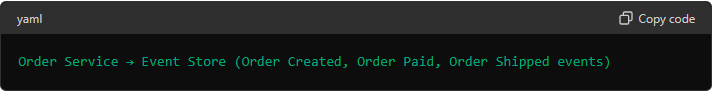 yaml
Copy code
Order Service → Event Store (Order Created, Order Paid, Order Shipped events)